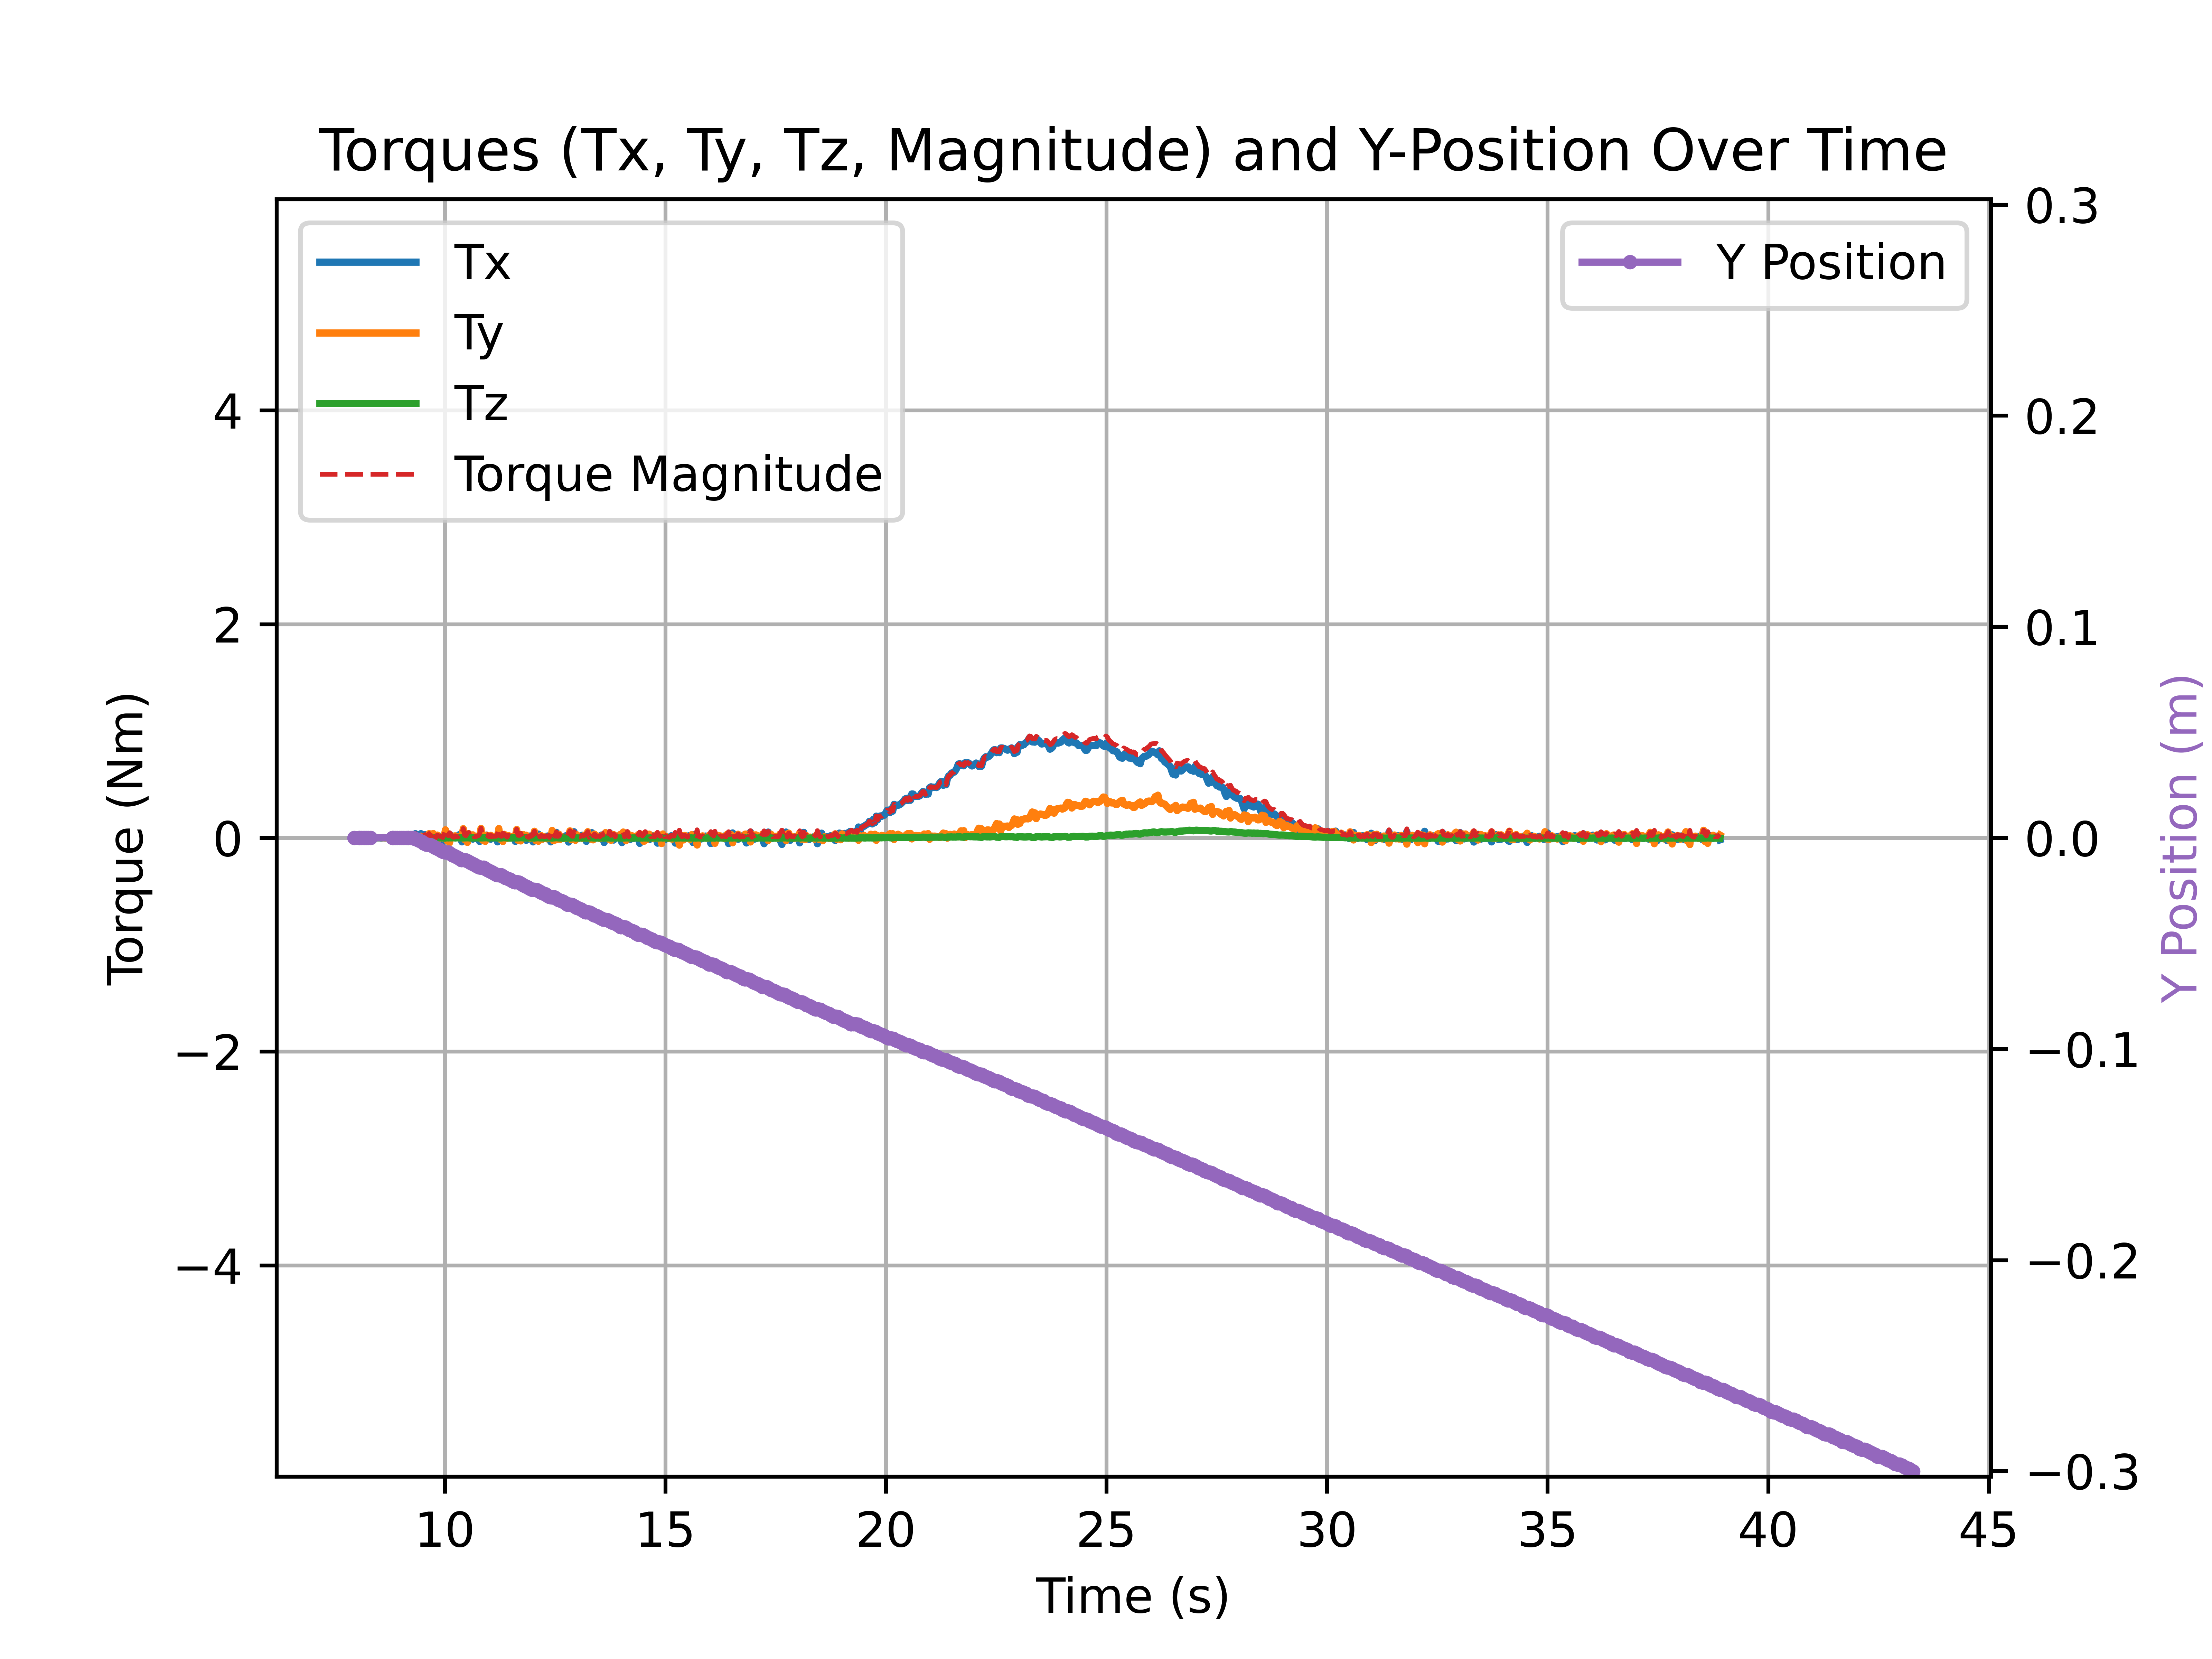 Torques (Tx, Ty, Tz, Magnitude) and Y-Position Over Time
Tx
Ty
Tz
Torque Magnitude
Y Position
4
2
0
−2
−4
Torque (Nm)
0.3
0.2
0.1
0.0
−0.1
−0.2
−0.3
Y Position (m)
10 15 20 25 30 35 40 45
Time (s)